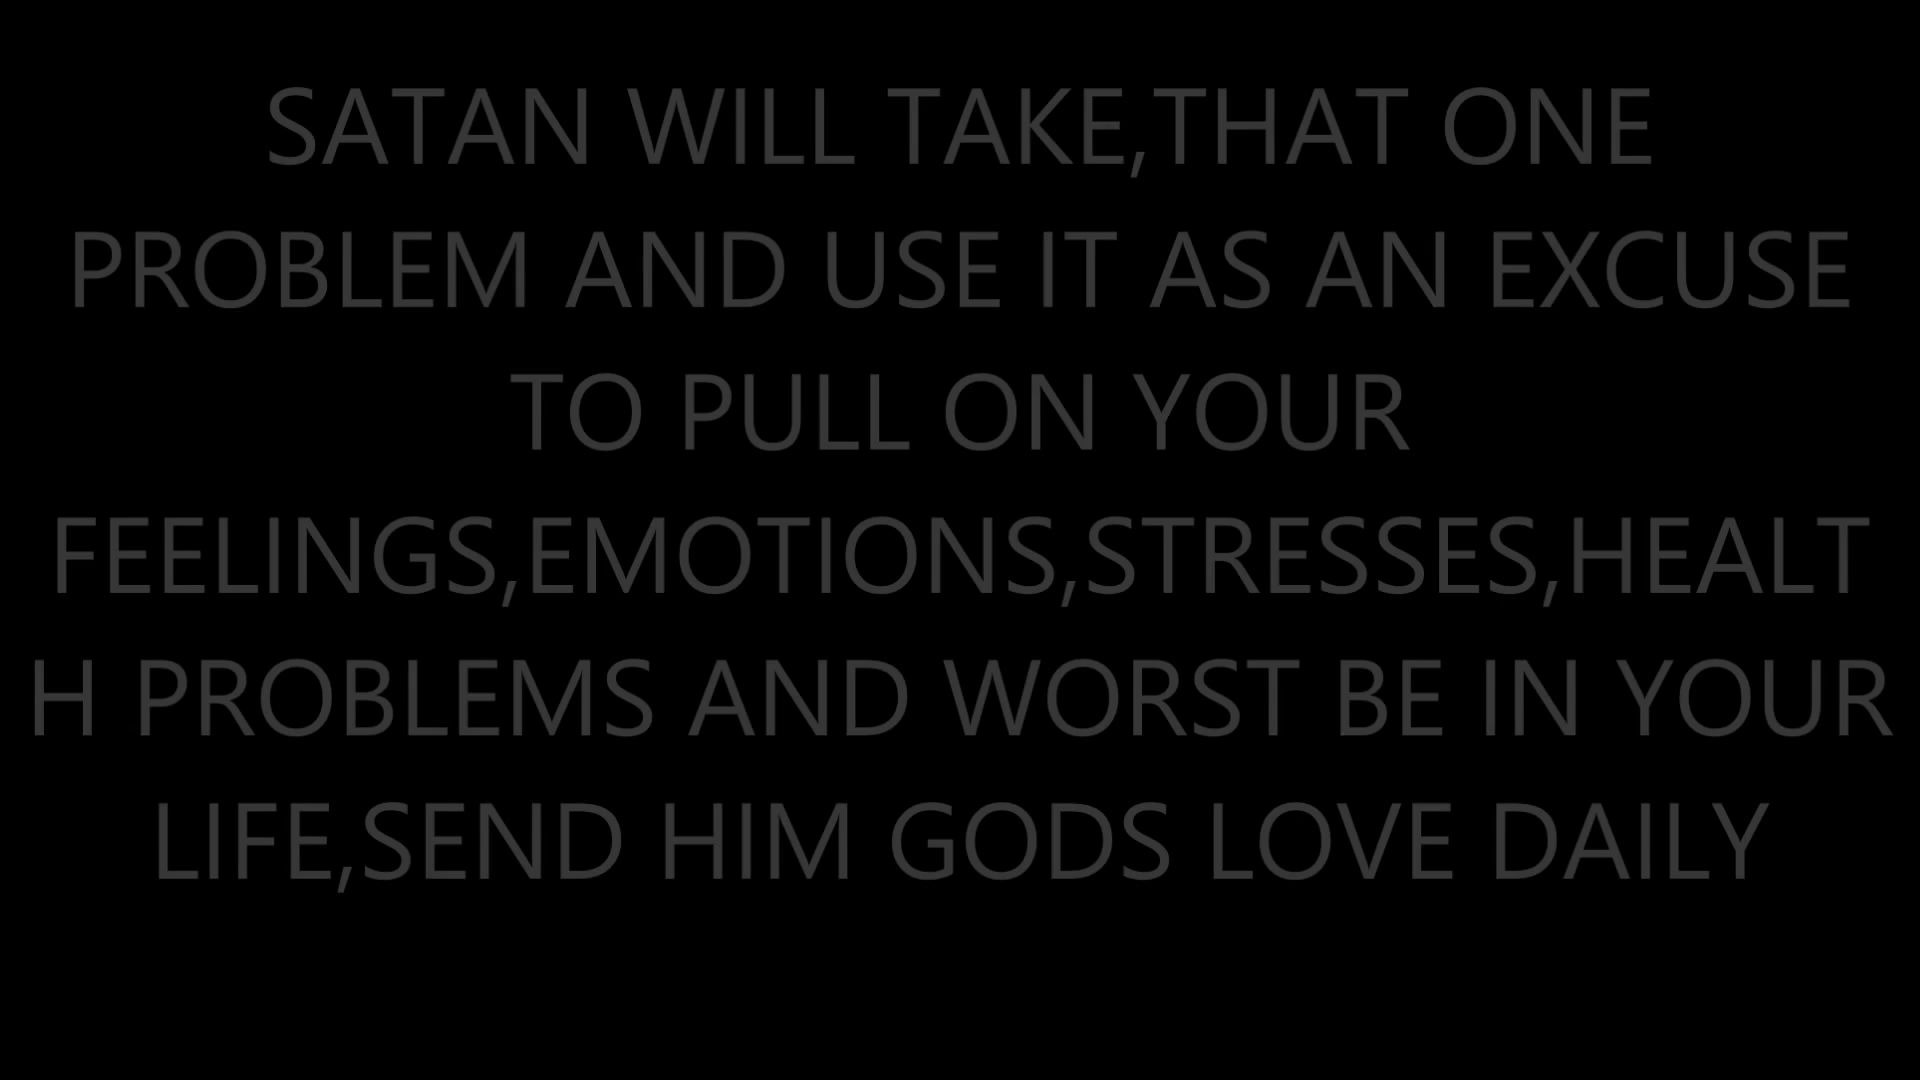 SATAN WILL TAKE,THAT ONE
PROBLEM AND USE IT AS AN EXCUSE
TO PULL ON YOUR
FEELINGS,EMOTIONS,STRESSES,HEALT
H PROBLEMS AND WORST BE IN YOUR
LIFE,SEND HIM GODS LOVE DAILY